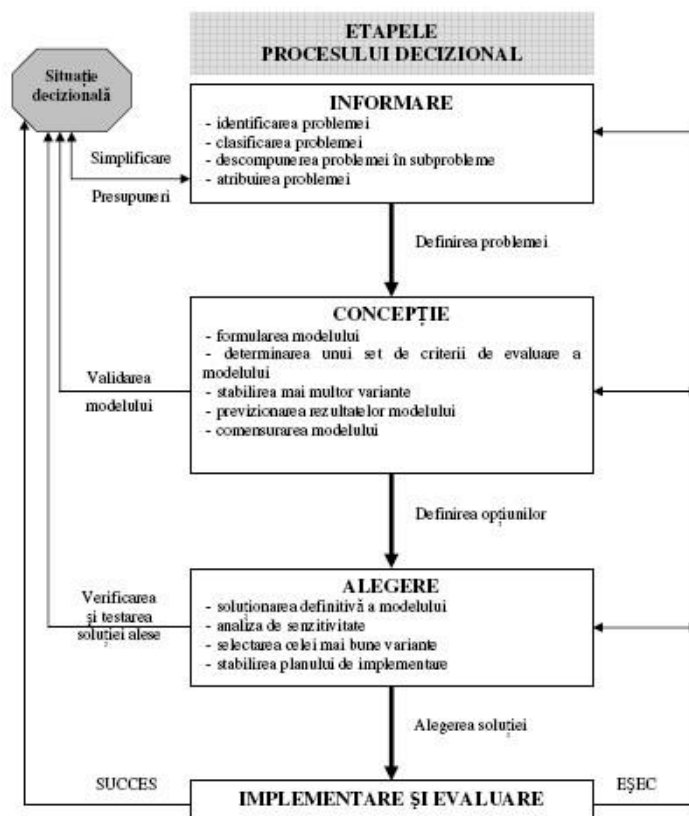 ETAPELE
PROCESULUI DECIZIONAL
Situație
decizională
INFORMARE
- identificarea problemei
- clasificarea problemei
- descompunerea problemei în subprobleme
- atribuirea problemei
Simplificare
Presupuneri
Definirea problemei
CONCEPȚIE
- formularea modelului
- determinarea unui set de criterii de evaluare a
modelului
- stabilirea mai multor variante
- previzionarea rezultatelor modelului
- comensurarea modelului
Validarea
modelului
Definirea opțiunilor
ALEGERE
- soluționarea definitivă a modelului
- analiza de senzitivitate
- selectarea celei mai bune variante
- stabilirea planului de implementare
Verificarea
și testarea
soluției alese
Alegerea soluției
SUCCES
IMPLEMENTARE ȘI EVALUARE
EȘEC